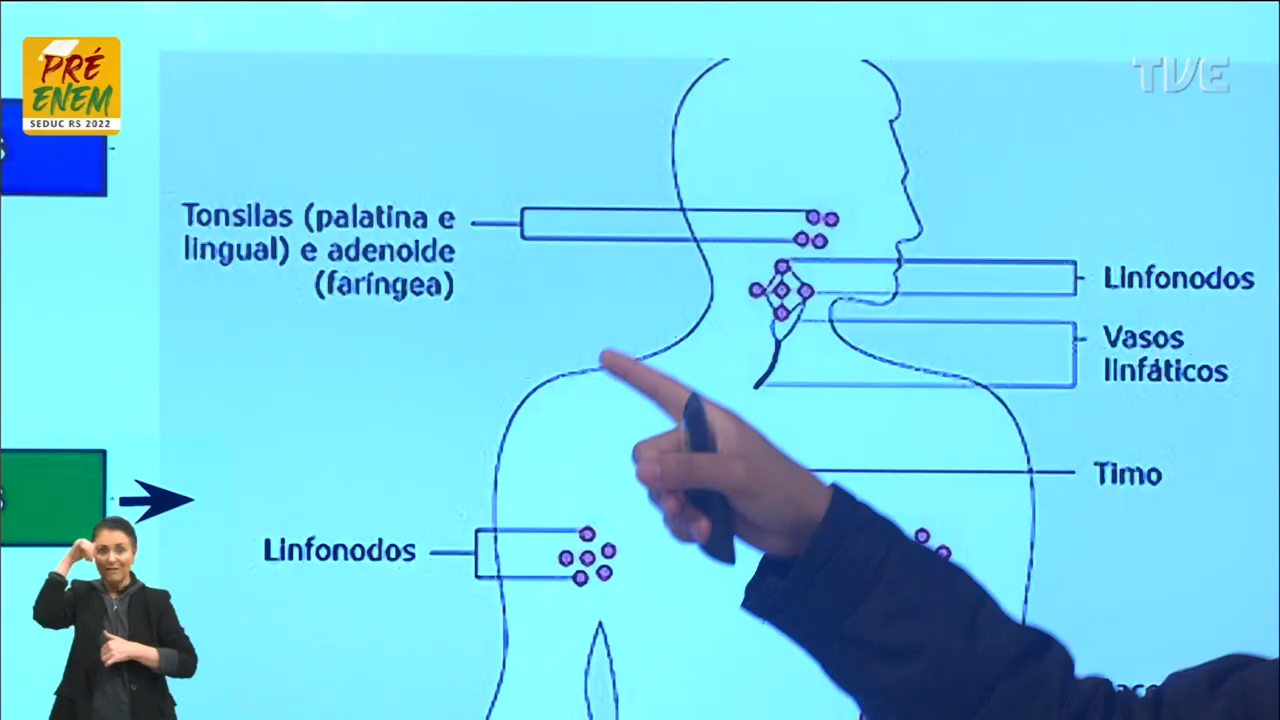 PRÉ
ENEM
SEDUC RS 2022
TVE
Tonsilas (palatina e
lingual) e adenoide
(faríngea)
Linfonodos
Vasos
linfáticos
Timo
Linfonodos